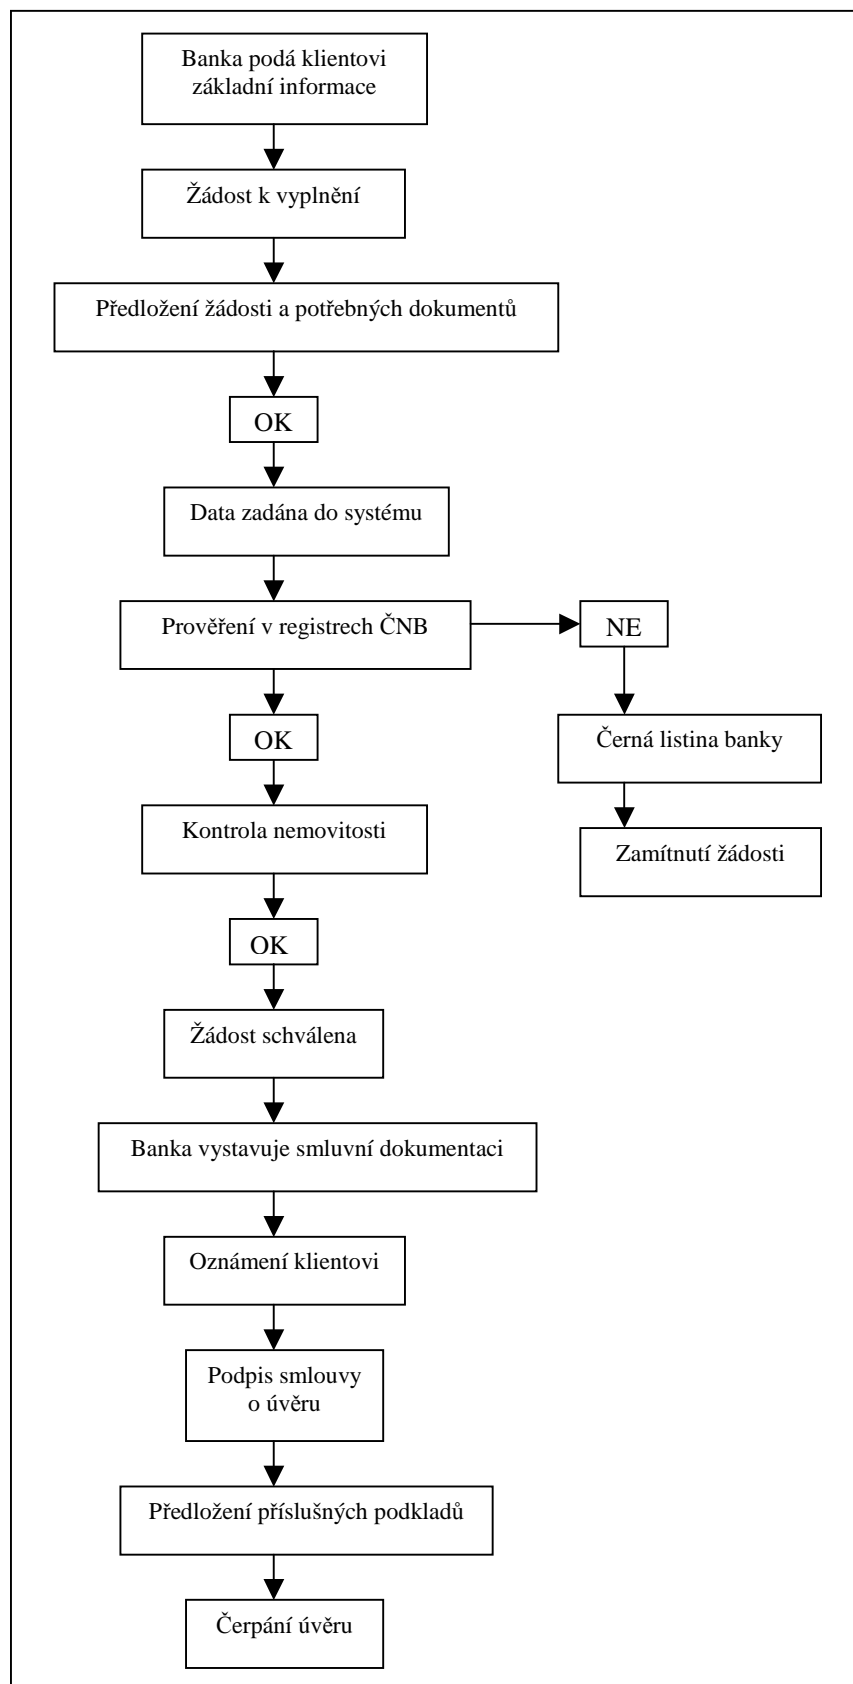 Banka podá klientovi
základní informace
Žádost k vyplnění
Předložení žádosti a potřebných dokumentů
OK
Data zadána do systému
Prověření v registrech ČNB
NE
OK
Černá listina banky
Kontrola nemovitosti
Zamítnutí žádosti
OK
Žádost schválena
Banka vystavuje smluvní dokumentaci
Oznámení klientovi
Podpis smlouvy
o úvěru
Předložení příslušných podkladů
Čerpání úvěru